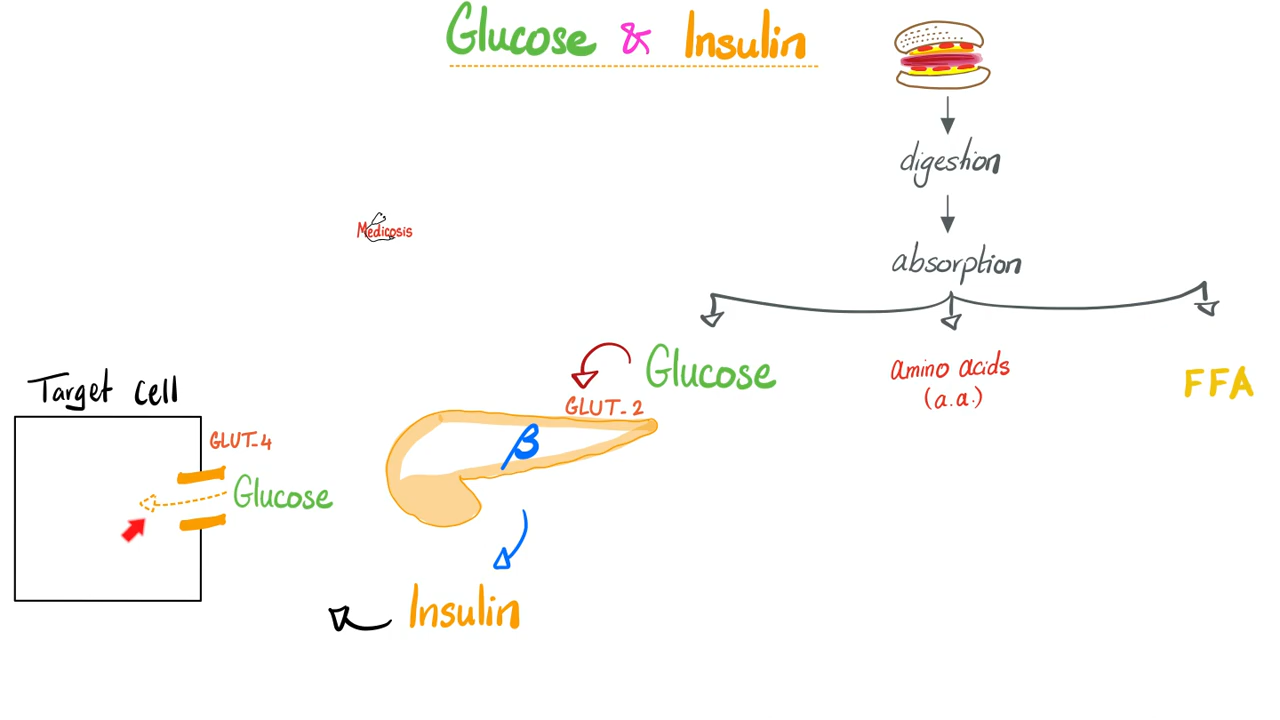 Glucose & Insulin
digestion
Medicosis
absorption
Glucose
amino acids
(a.a.)
FFA
Target cell
GLUT-2
GLUT-4
β
Glucose
Insulin